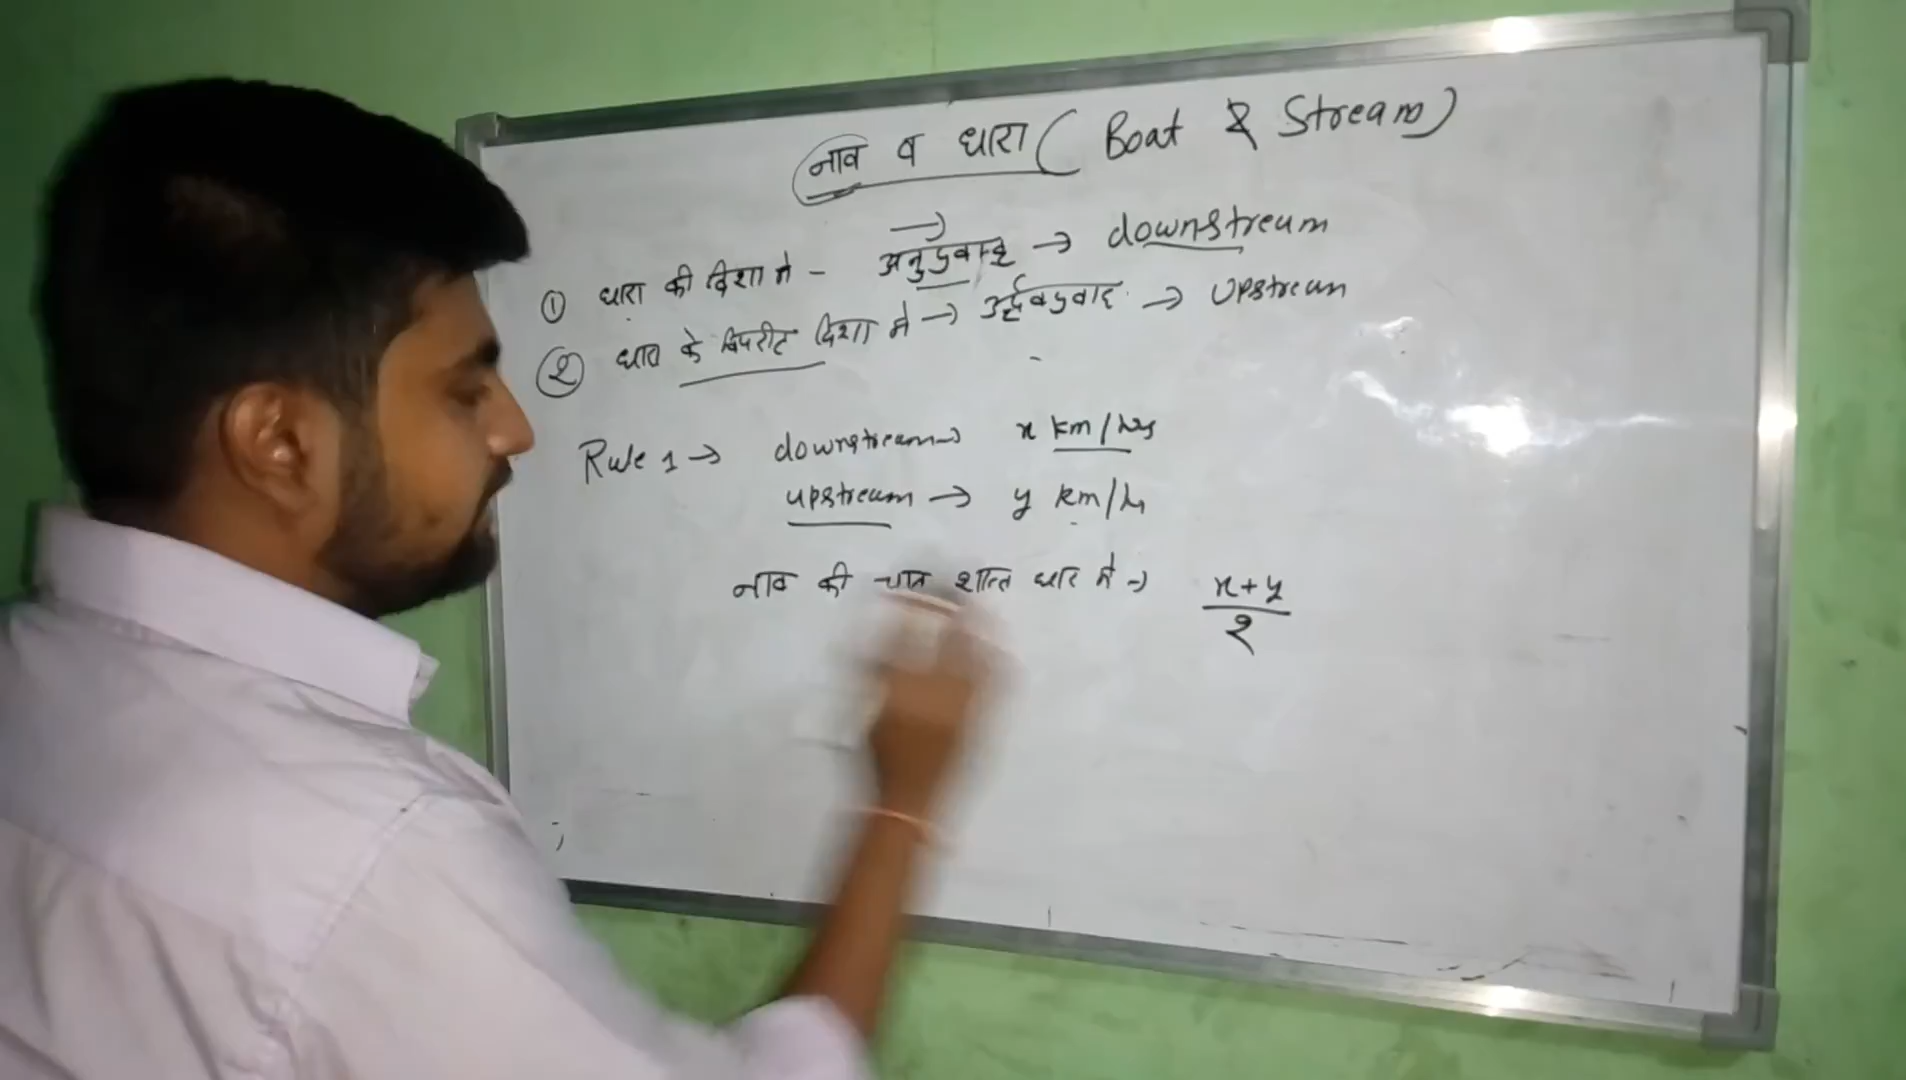 नाव व धारा ( Boat & Stream)
① धारा की दिशा में - अनुप्रवाह → downstream
② धारा के विपरीत दिशा में → उर्द्धवप्रवाह → Upstream
Rule 1 → downstream → x km/hrs
upstream → y km/h
नाव की चाल शान्त धार में → x+y
2